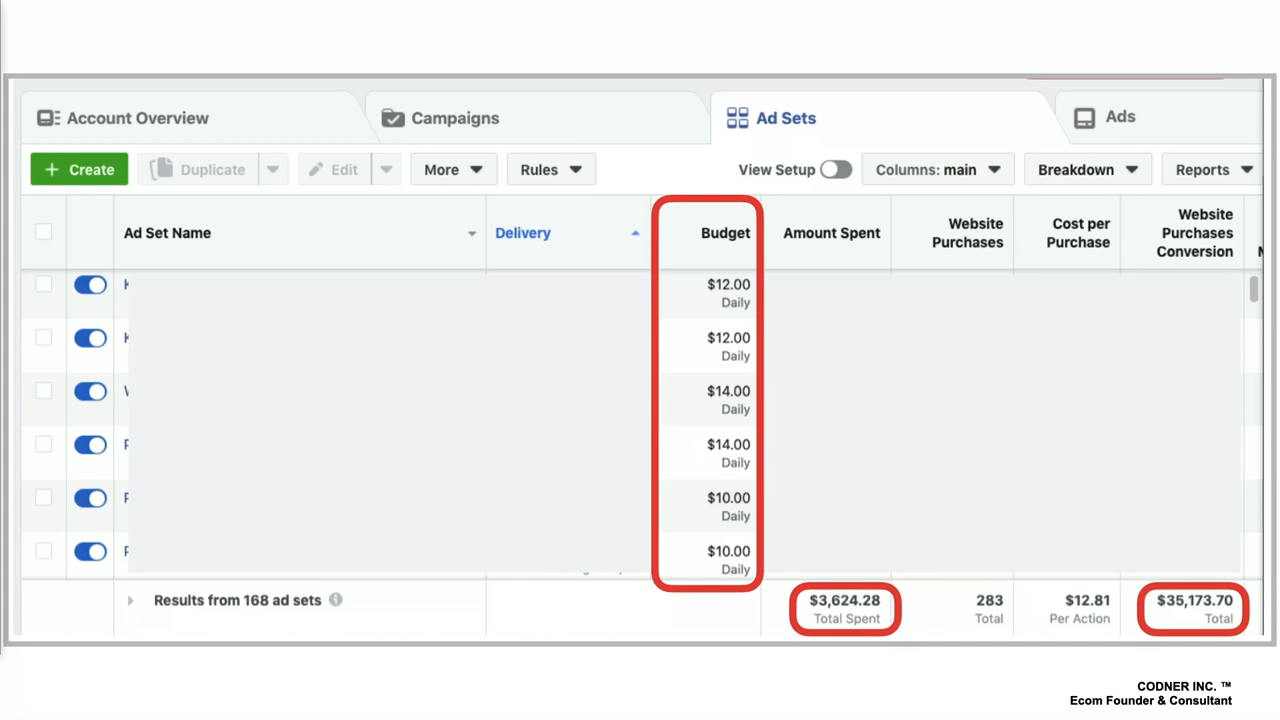 Account Overview
Campaigns
Ad Sets
Ads
+ Create
Duplicate
Edit
More
Rules
View Setup
Columns: main
Breakdown
Reports
Ad Set Name
Delivery
Budget
Amount Spent
Website
Purchases
Cost per
Purchase
Website
Purchases
Conversion
$12.00
Daily
$12.00
Daily
$14.00
Daily
$14.00
Daily
$10.00
Daily
$10.00
Daily
Results from 168 ad sets
$3,624.28
Total Spent
283
Total
$12.81
Per Action
$35,173.70
Total
CODNER INC. ™
Ecom Founder & Consultant